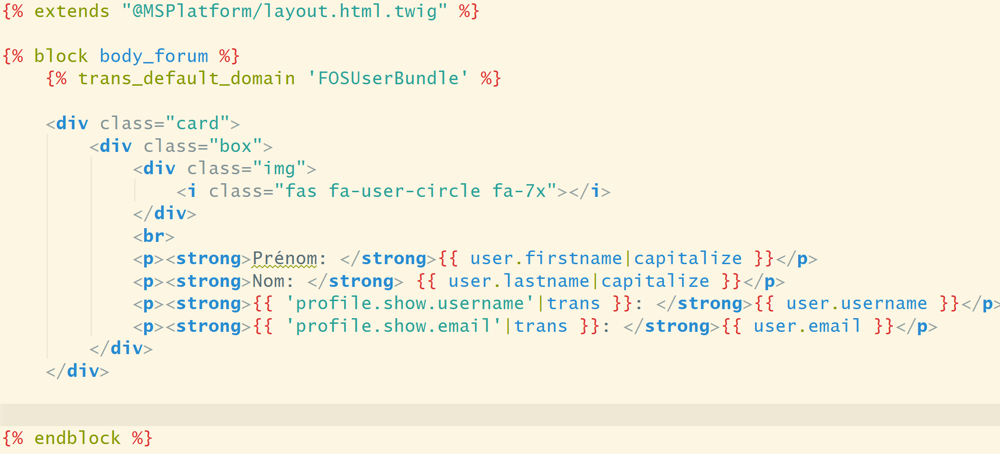 {% extends "@MSPlatform/layout.html.twig" %}
{% block body_forum %}
{% trans_default_domain 'FOSUserBundle' %}
<div class="card">
<div class="box">
<div class="img">
<i class="fas fa-user-circle fa-7x"></i>
</div>
<br>
<p><strong>Prénom: </strong>{{ user.firstname|capitalize }}</p>
<p><strong>Nom: </strong> {{ user.lastname|capitalize }}</p>
<p><strong>{{ 'profile.show.username'|trans }}: </strong>{{ user.username }}</p>
<p><strong>{{ 'profile.show.email'|trans }}: </strong>{{ user.email }}</p>
</div>
</div>
{% endblock %}